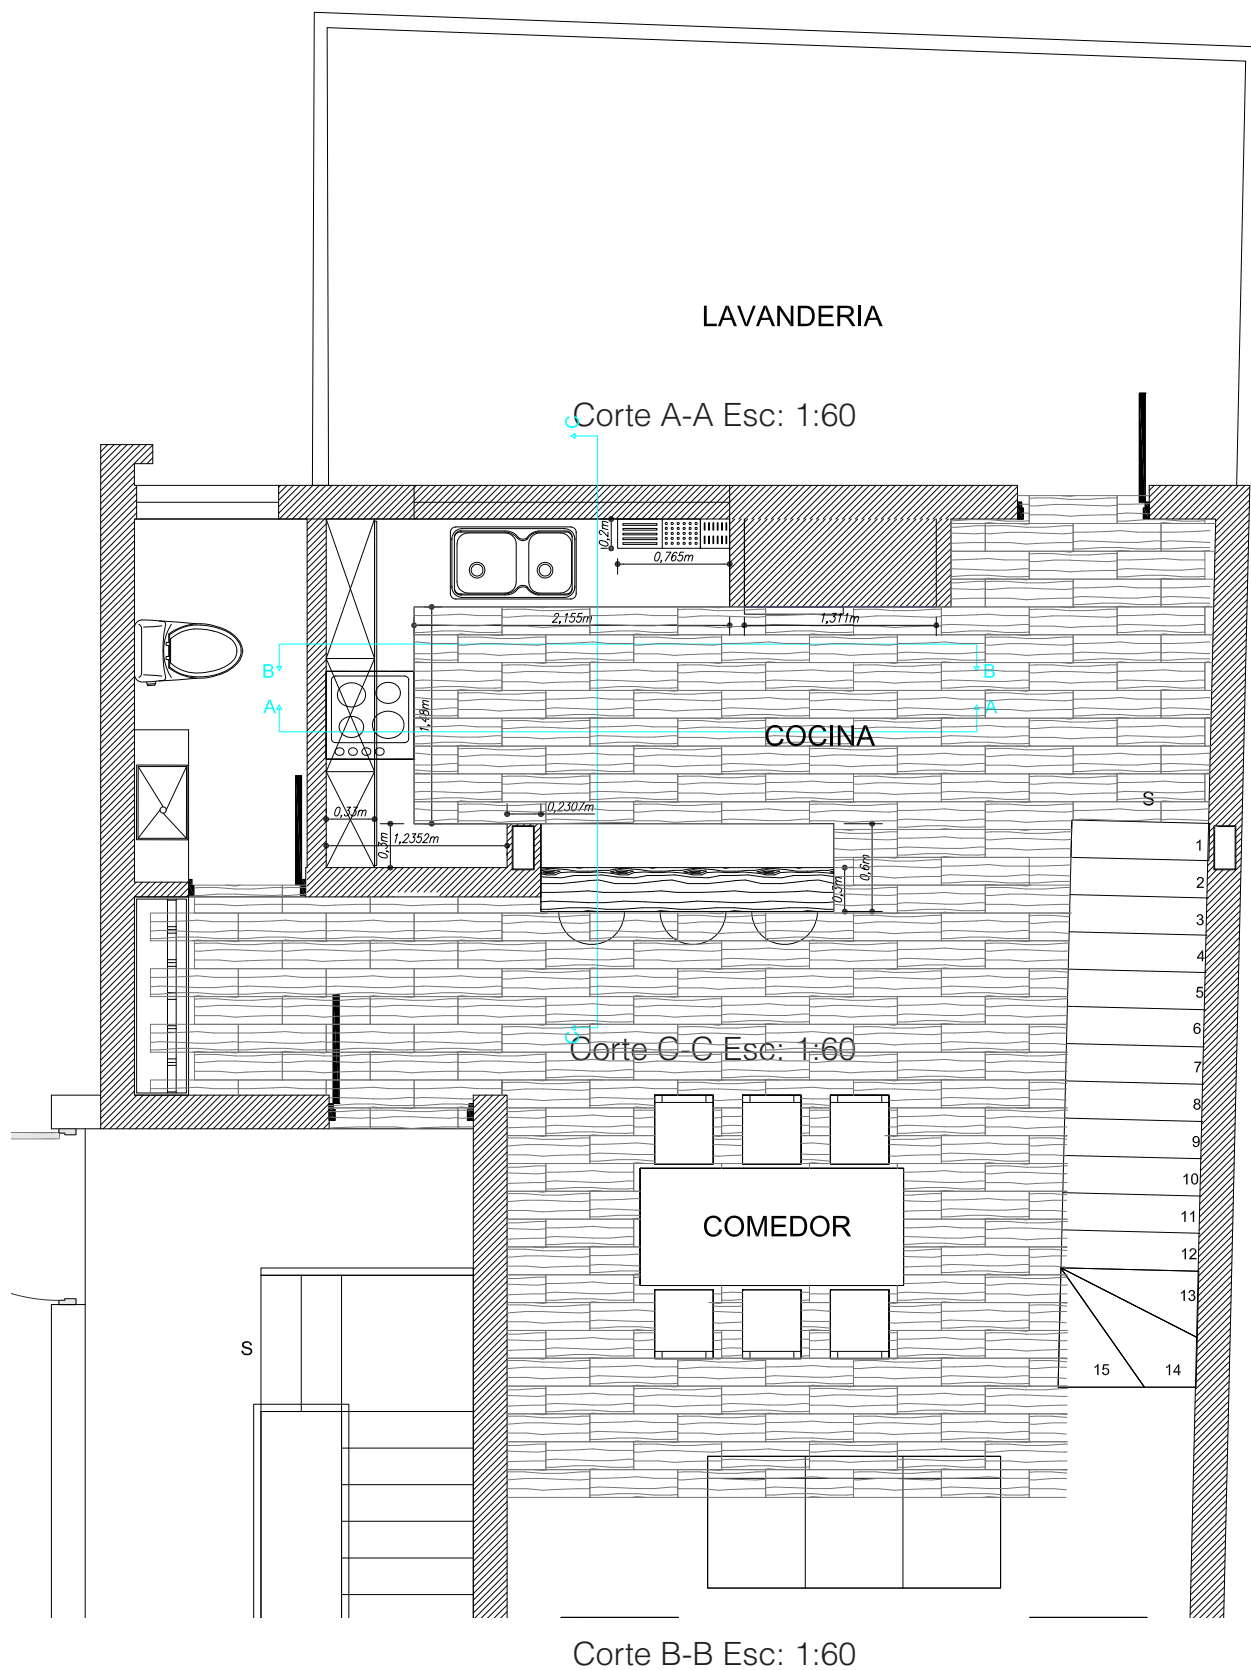 LAVANDERIA
Corte A-A Esc: 1:60
C
0,2m
0,765m
2,155m
1,311m
B
B
A
A
1,48m
COCINA
S
0,33m
0,2307m
0,3m
1,2352m
0,6m
0,3m
1
2
3
4
5
6
7
8
9
10
11
12
13
14
15
C
Corte C-C Esc: 1:60
COMEDOR
S
Corte B-B Esc: 1:60